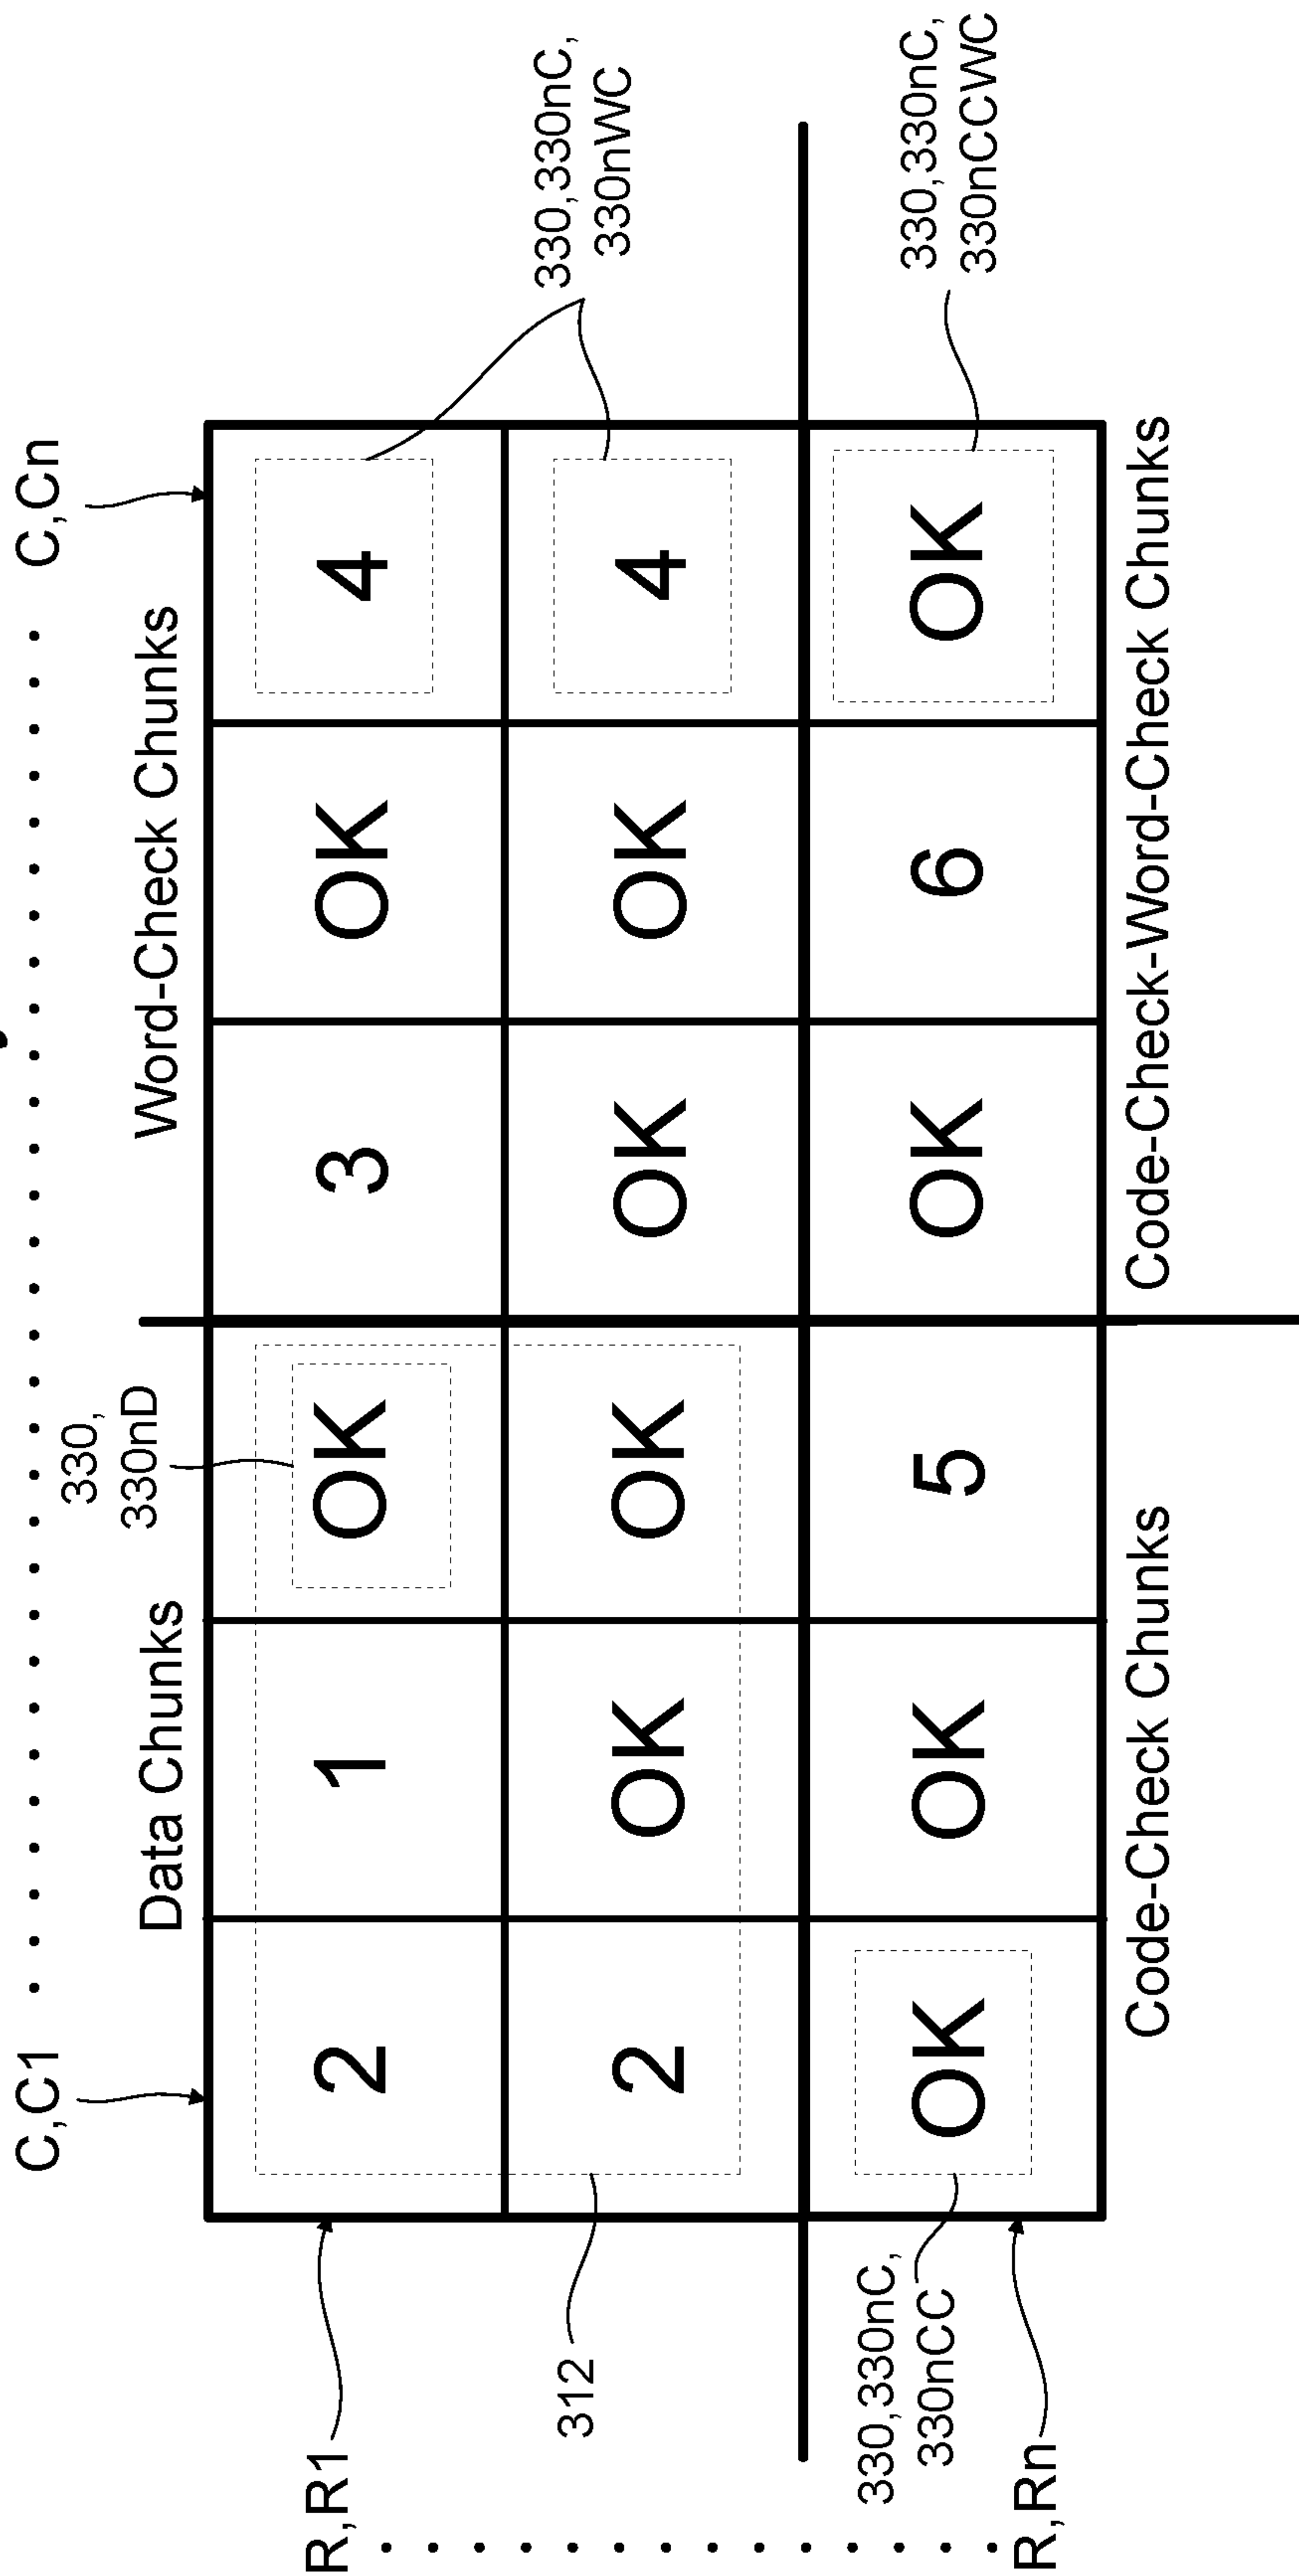 C,C1 . . . . . . . . . . . . . . . . . . . . . . . . . . . . . . C,Cn
330,
330nD
Data Chunks
Word-Check Chunks
R,R1
2 1 OK 3 OK 4
330,330nC,
330nWC
312
2 OK OK OK OK 4
330,330nC,
330nCC
OK OK 5 OK 6 OK
330,330nC,
330nCCWC
R,Rn
Code-Check Chunks
Code-Check-Word-Check Chunks